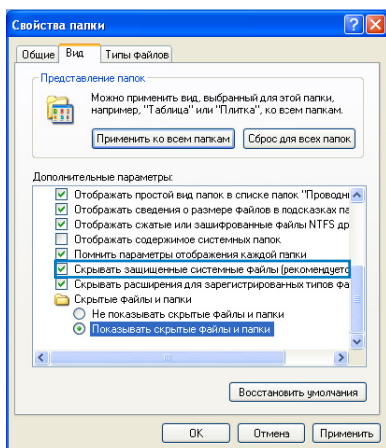 Свойства папки
Общие Вид Типы файлов
Представление папок
Можно применить вид, выбранный для этой папки,
например, "Таблица" или "Плитка", ко всем папкам.
Применить ко всем папкам Сброс для всех папок
Дополнительные параметры:
Отображать простой вид папок в списке папок "Проводни
Отображать сведения о размере файлов в подсказках па
Отображать сжатые или зашифрованные файлы NTFS др
Отображать содержимое системных папок
Помнить параметры отображения каждой папки
Скрывать защищенные системные файлы (рекомендуетс
Скрывать расширения для зарегистрированных типов фа
Скрытые файлы и папки
Не показывать скрытые файлы и папки
Показывать скрытые файлы и папки
Восстановить умолчания
OK Отмена Применить